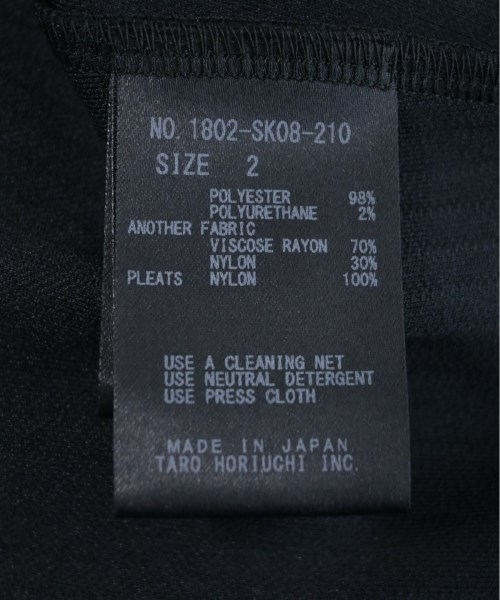 NO. 1802-SK08-210
SIZE 2
POLYESTER 98%
POLYURETHANE 2%
ANOTHER FABRIC
VISCOSE RAYON 70%
NYLON 30%
PLEATS NYLON 100%
USE A CLEANING NET
USE NEUTRAL DETERGENT
USE PRESS CLOTH
MADE IN JAPAN
TARO HORIUCHI INC.